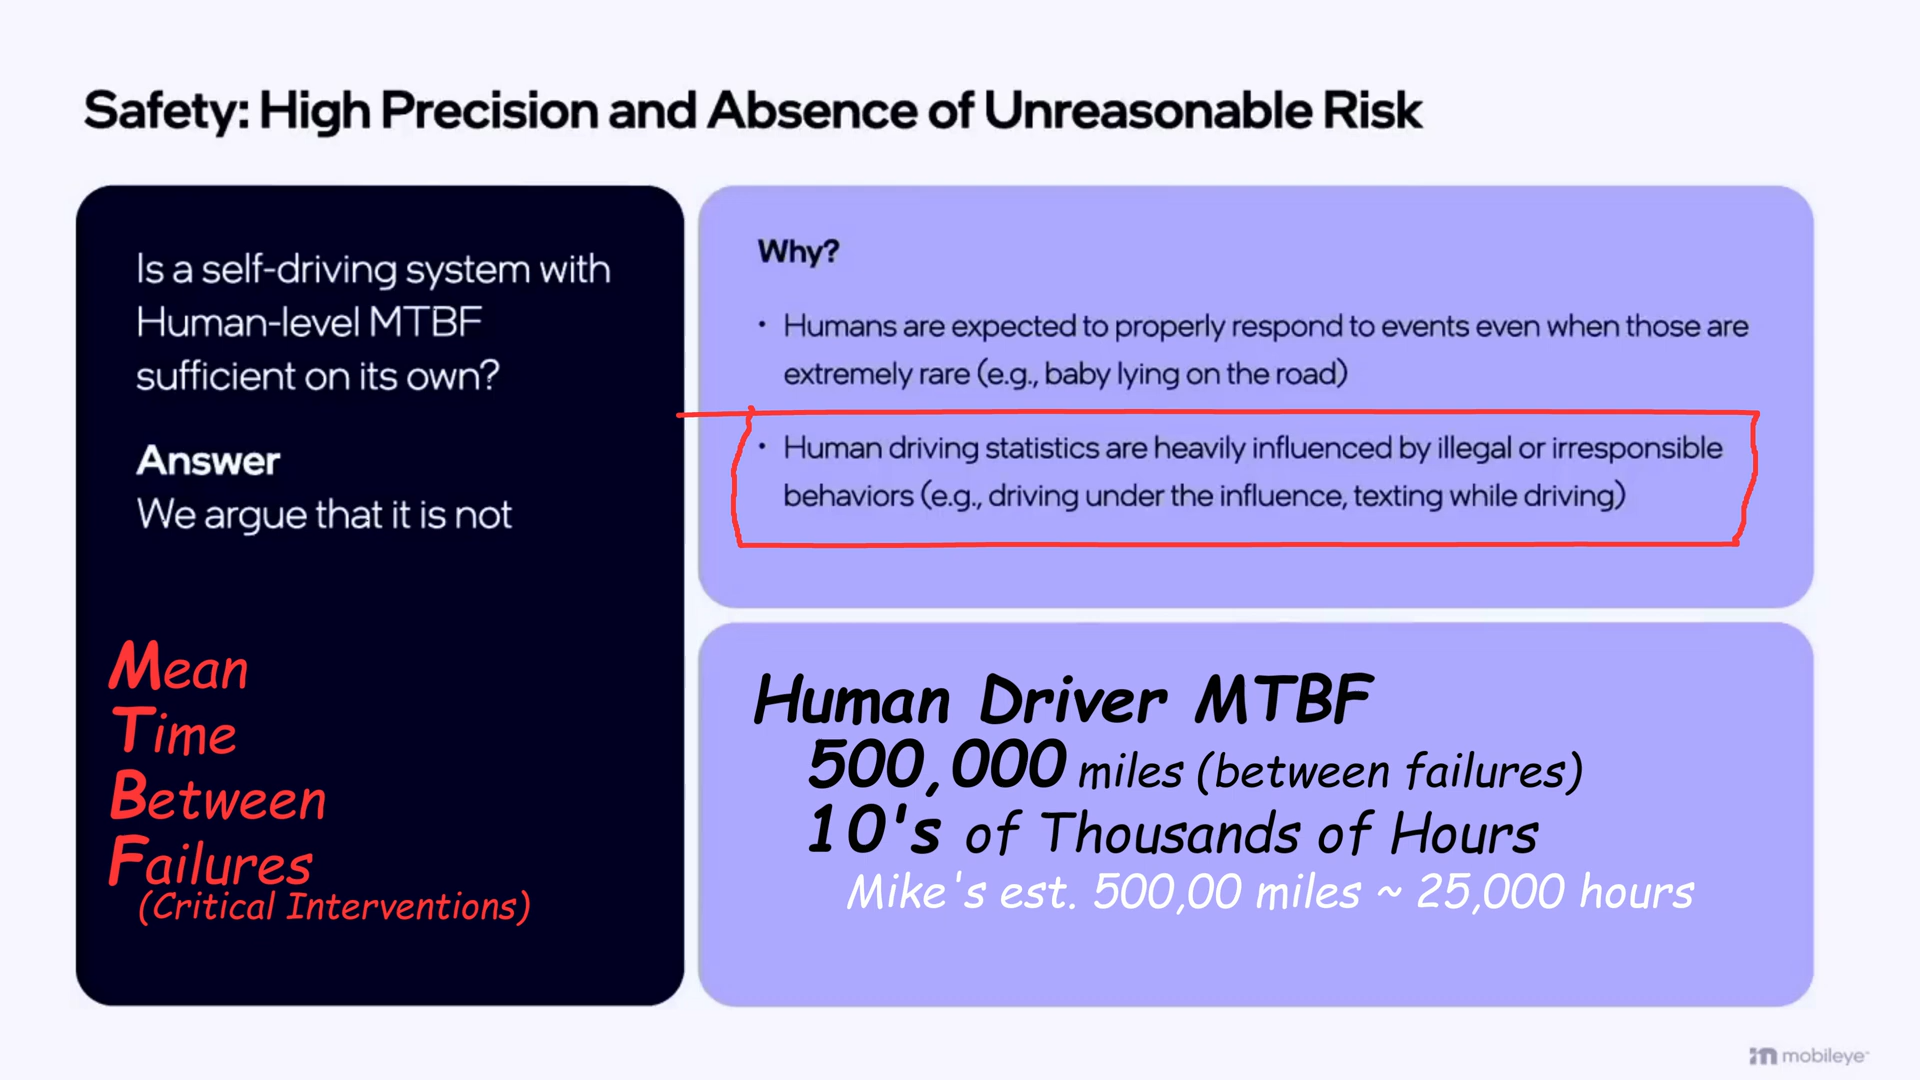 Safety: High Precision and Absence of Unreasonable Risk
Is a self-driving system with
Human-level MTBF
sufficient on its own?
Answer
We argue that it is not
Mean
Time
Between
Failures
(Critical Interventions)
Why?
• Humans are expected to properly respond to events even when those are
extremely rare (e.g., baby lying on the road)
• Human driving statistics are heavily influenced by illegal or irresponsible
behaviors (e.g., driving under the influence, texting while driving)
Human Driver MTBF
500,000 miles (between failures)
10's of Thousands of Hours
Mike's est. 500,00 miles ~ 25,000 hours
mobileye™